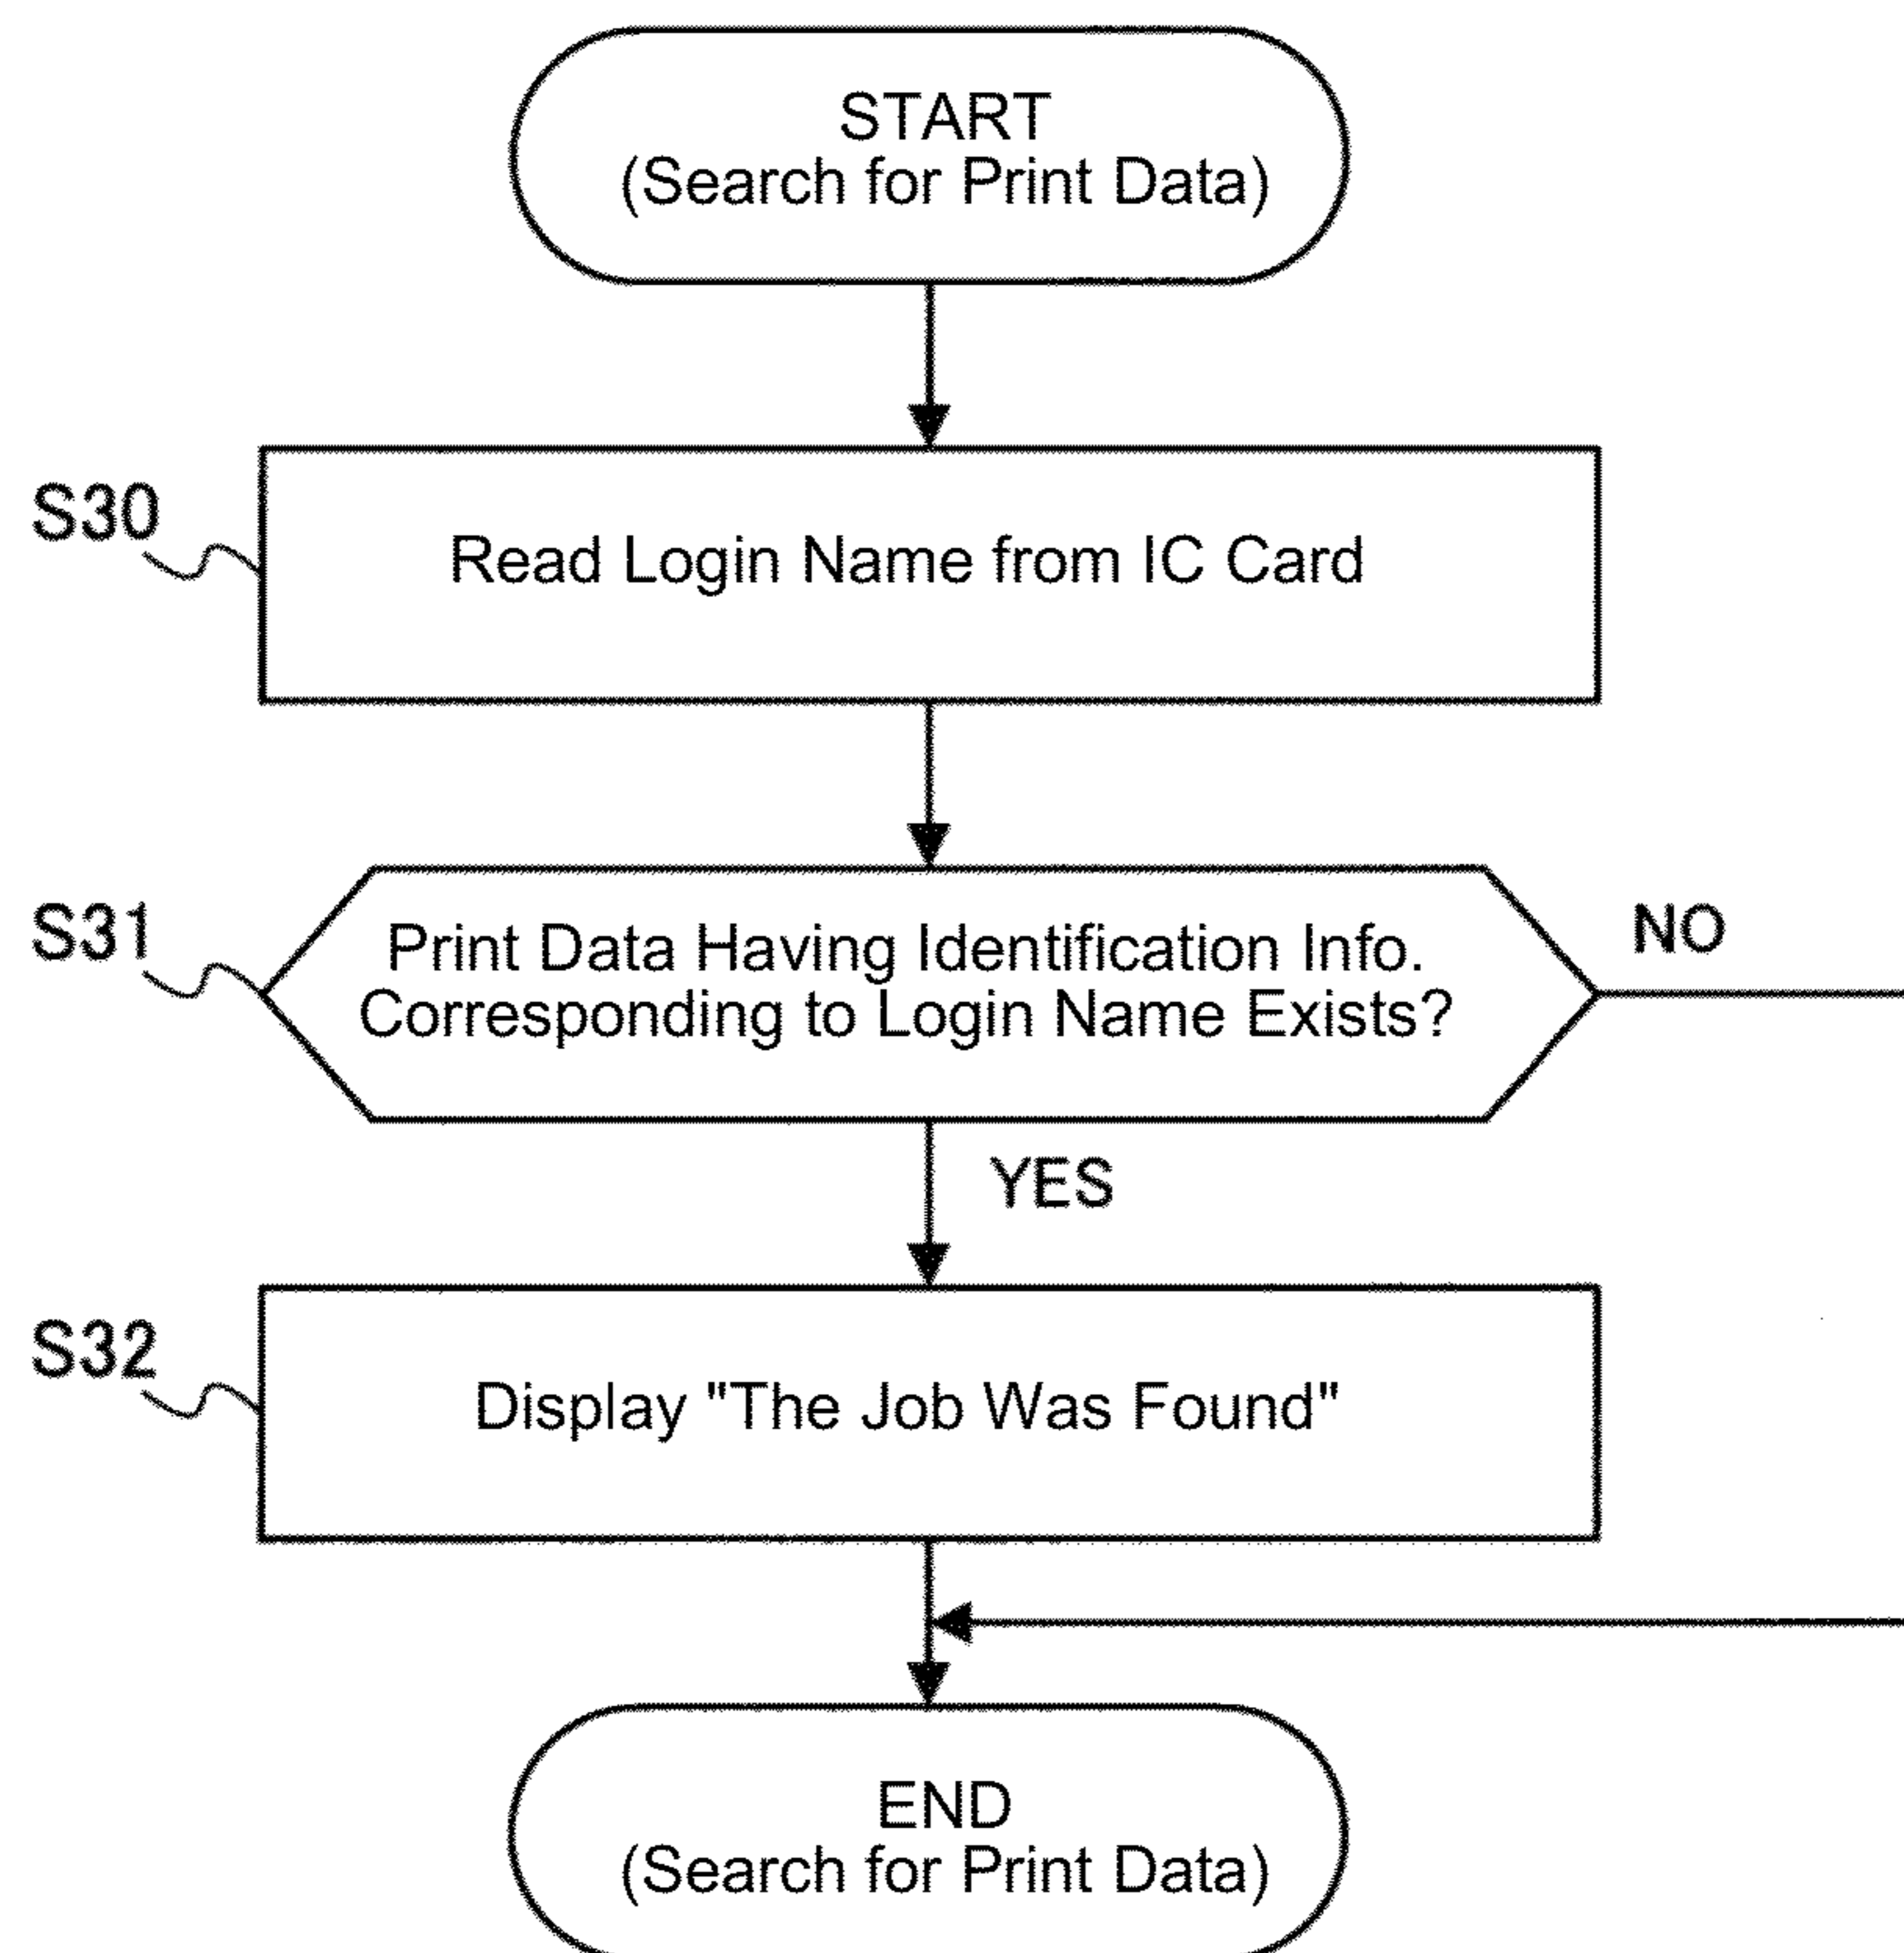 START
(Search for Print Data)
S30
Read Login Name from IC Card
S31
Print Data Having Identification Info.
Corresponding to Login Name Exists?
NO
YES
S32
Display "The Job Was Found"
END
(Search for Print Data)